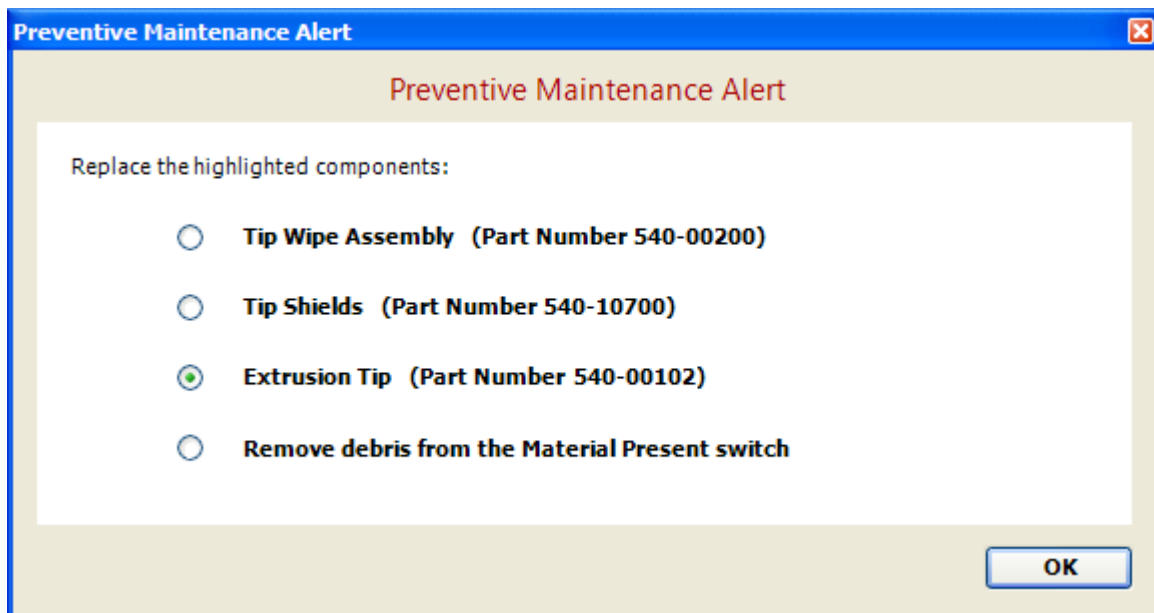 Preventive Maintenance Alert
Preventive Maintenance Alert
Replace the highlighted components:
Tip Wipe Assembly (Part Number 540-00200)
Tip Shields (Part Number 540-10700)
Extrusion Tip (Part Number 540-00102)
Remove debris from the Material Present switch
OK